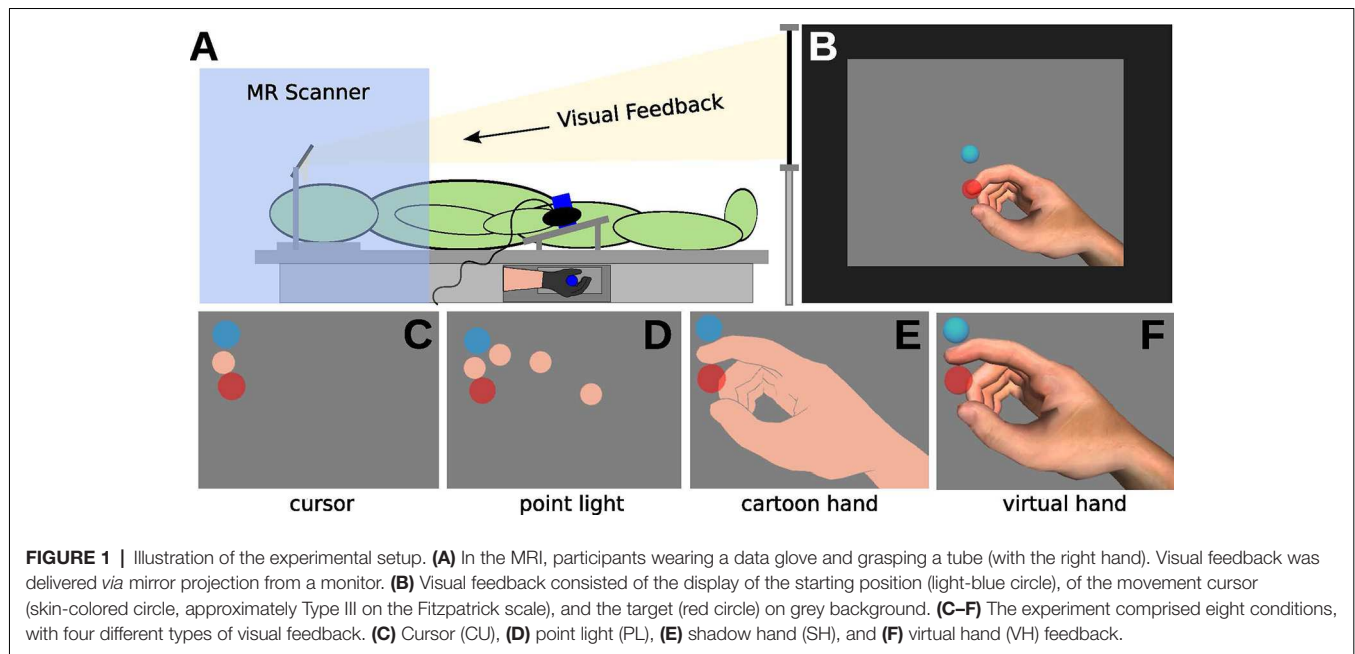 A
MR Scanner
Visual Feedback
B
C
D
E
F
cursor
point light
cartoon hand
virtual hand
FIGURE 1 | Illustration of the experimental setup. (A) In the MRI, participants wearing a data glove and grasping a tube (with the right hand). Visual feedback was
delivered via mirror projection from a monitor. (B) Visual feedback consisted of the display of the starting position (light-blue circle), of the movement cursor
(skin-colored circle, approximately Type III on the Fitzpatrick scale), and the target (red circle) on grey background. (C–F) The experiment comprised eight conditions,
with four different types of visual feedback. (C) Cursor (CU), (D) point light (PL), (E) shadow hand (SH), and (F) virtual hand (VH) feedback.